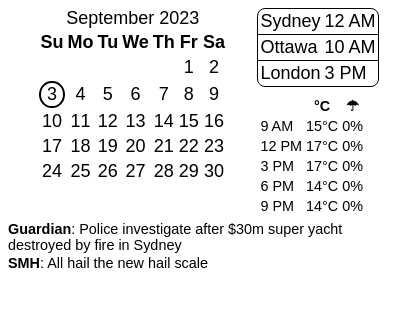 September 2023
Su Mo Tu We Th Fr Sa
1 2
3 4 5 6 7 8 9
10 11 12 13 14 15 16
17 18 19 20 21 22 23
24 25 26 27 28 29 30
Sydney 12 AM
Ottawa 10 AM
London 3 PM
°C ☂
9 AM 15°C 0%
12 PM 17°C 0%
3 PM 17°C 0%
6 PM 14°C 0%
9 PM 14°C 0%
Guardian: Police investigate after $30m super yacht
destroyed by fire in Sydney
SMH: All hail the new hail scale